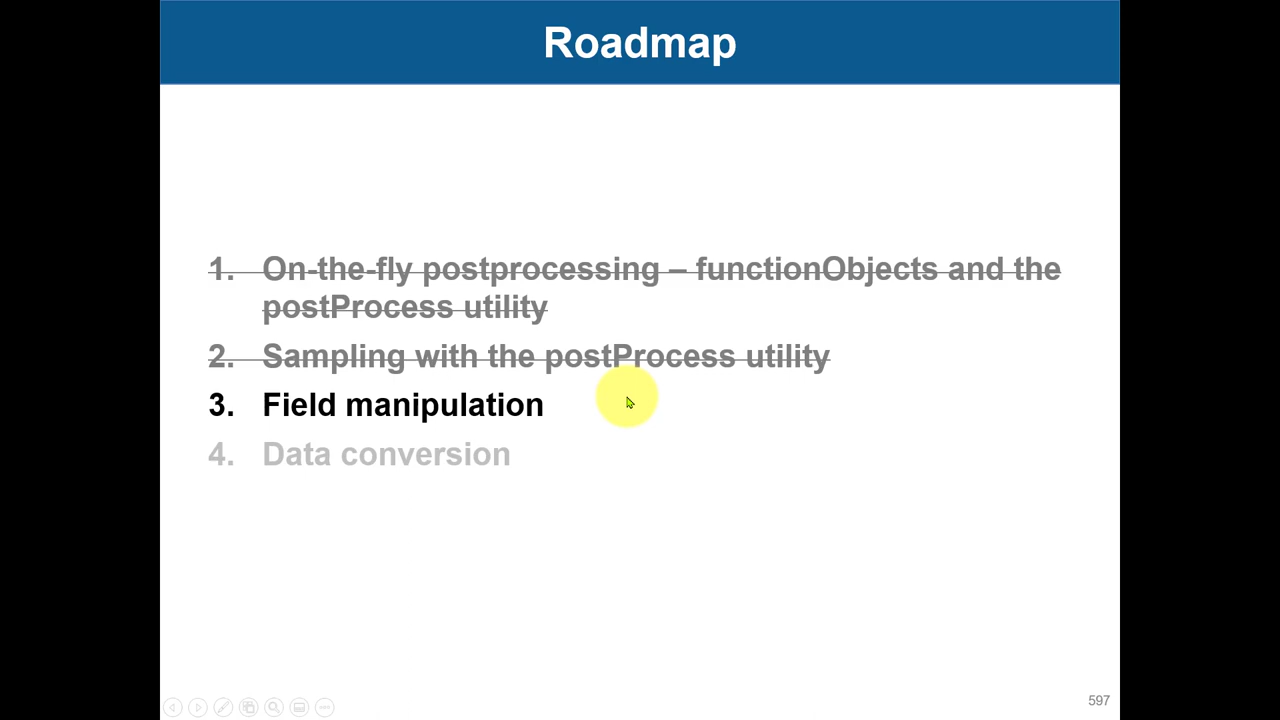 Roadmap
1. On-the-fly postprocessing – functionObjects and the
postProcess utility
2. Sampling with the postProcess utility
3. Field manipulation
4. Data conversion
597